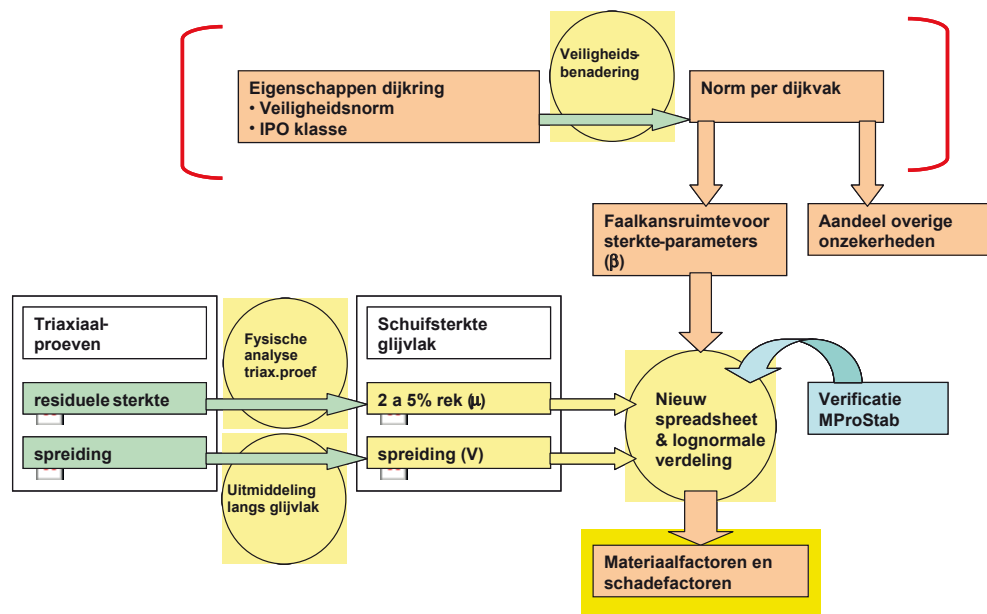 Veiligheids-
benadering
Eigenschappen dijkring
• Veiligheidsnorm
• IPO klasse
Norm per dijkvak
Faalkansruimtevoor
sterkte-parameters
(β)
Aandeel overige
onzekerheden
Triaxiaal-
proeven
Fysische
analyse
triax.proef
Schuifsterkte
glijvlak
residuele sterkte
2 a 5% rek (μ)
spreiding
spreiding (V)
Uitmiddeling
langs glijvlak
Nieuw
spreadsheet
& lognormale
verdeling
Verificatie
MProStab
Materiaalfactoren en
schadefactoren